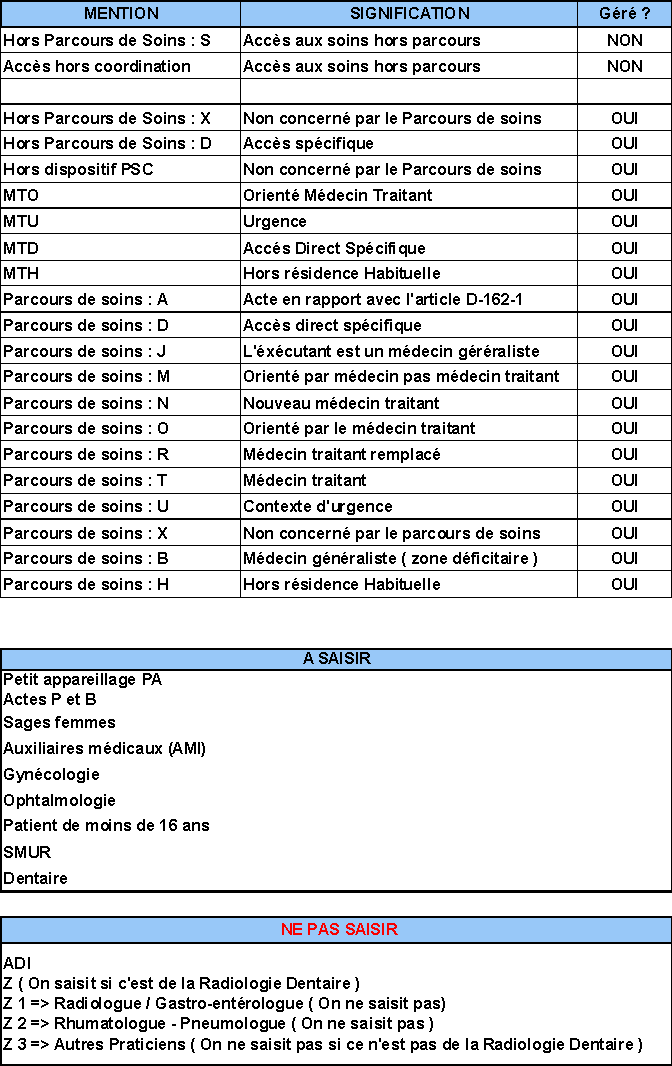 MENTION SIGNIFICATION Géré ?
Hors Parcours de Soins : S Accès aux soins hors parcours NON
Accès hors coordination Accès aux soins hors parcours NON
Hors Parcours de Soins : X Non concerné par le Parcours de soins OUI
Hors Parcours de Soins : D Accès spécifique OUI
Hors dispositif PSC Non concerné par le Parcours de soins OUI
MTO Orienté Médecin Traitant OUI
MTU Urgence OUI
MTD Accés Direct Spécifique OUI
MTH Hors résidence Habituelle OUI
Parcours de soins : A Acte en rapport avec l'article D-162-1 OUI
Parcours de soins : D Accès direct spécifique OUI
Parcours de soins : J L'éxécutant est un médecin géréraliste OUI
Parcours de soins : M Orienté par médecin pas médecin traitant OUI
Parcours de soins : N Nouveau médecin traitant OUI
Parcours de soins : O Orienté par le médecin traitant OUI
Parcours de soins : R Médecin traitant remplacé OUI
Parcours de soins : T Médecin traitant OUI
Parcours de soins : U Contexte d'urgence OUI
Parcours de soins : X Non concerné par le parcours de soins OUI
Parcours de soins : B Médecin généraliste ( zone déficitaire ) OUI
Parcours de soins : H Hors résidence Habituelle OUI
A SAISIR
Petit appareillage PA
Actes P et B
Sages femmes
Auxiliaires médicaux (AMI)
Gynécologie
Ophtalmologie
Patient de moins de 16 ans
SMUR
Dentaire
NE PAS SAISIR
ADI
Z ( On saisit si c'est de la Radiologie Dentaire )
Z 1 => Radiologue / Gastro-entérologue ( On ne saisit pas)
Z 2 => Rhumatologue - Pneumologue ( On ne saisit pas )
Z 3 => Autres Praticiens ( On ne saisit pas si ce n'est pas de la Radiologie Dentaire )